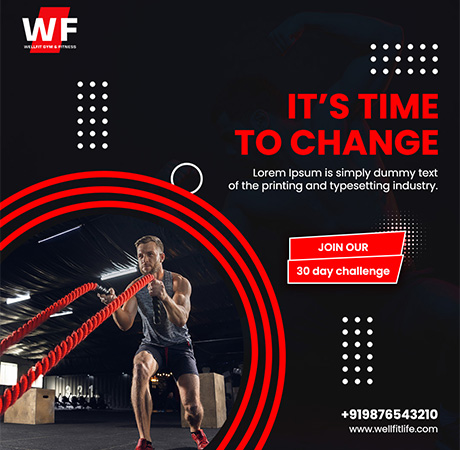 WF
WELLFIT GYM & FITNESS
IT'S TIME
TO CHANGE
Lorem Ipsum is simply dummy text
of the printing and typesetting industry.
JOIN OUR
30 day challenge
+919876543210
www.wellfitlife.com